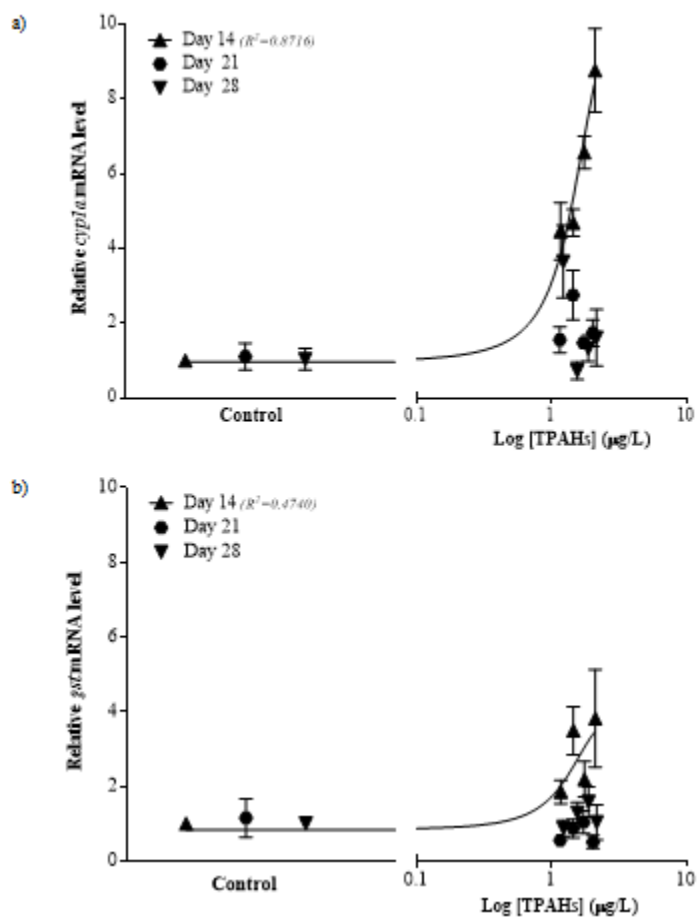 a)
10
8
6
4
2
0
Relative cyp1a mRNA level
Day 14 (R²=0.8716)
Day 21
Day 28
Control
0.1
1
10
Log [TPAHs] (µg/L)
b)
10
8
6
4
2
0
Relative gst mRNA level
Day 14 (R²=0.4740)
Day 21
Day 28
Control
0.1
1
10
Log [TPAHs] (µg/L)